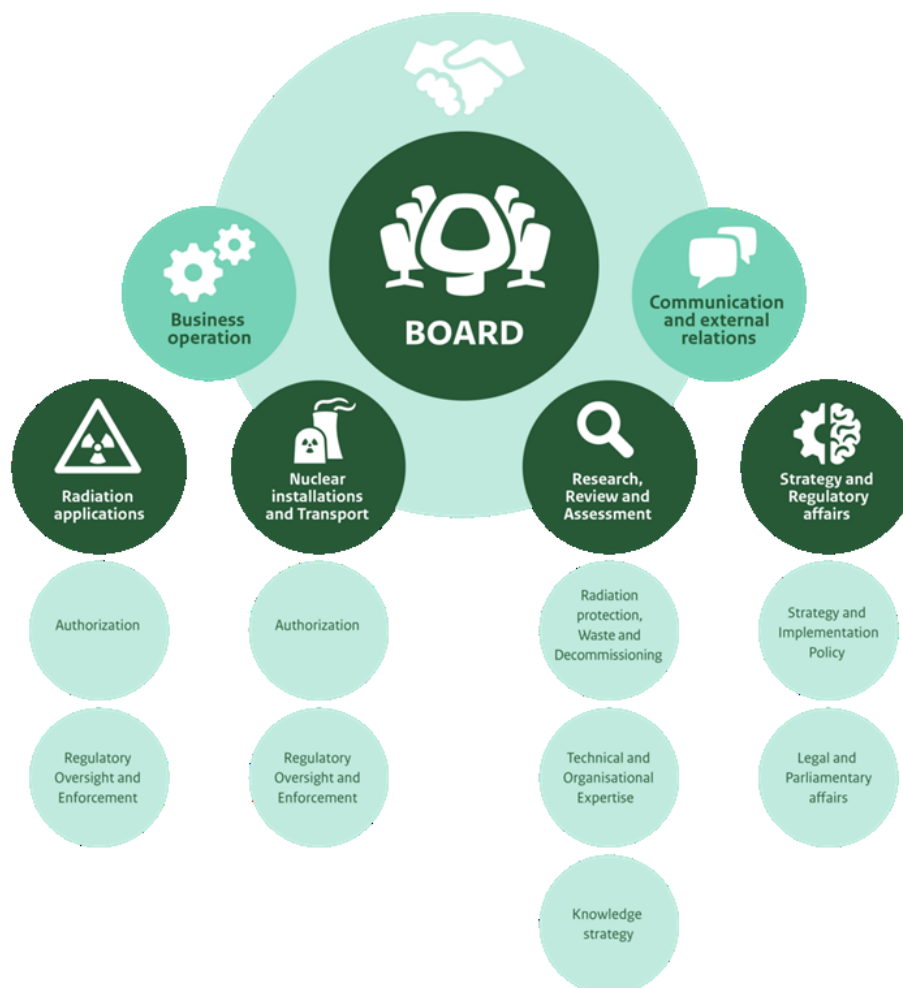 BOARD
Business
operation
Communication
and external
relations
Radiation
applications
Nuclear
installations
and Transport
Research,
Review and
Assessment
Strategy and
Regulatory
affairs
Authorization
Authorization
Radiation
protection,
Waste and
Decommissioning
Strategy and
Implementation
Policy
Regulatory
Oversight and
Enforcement
Regulatory
Oversight and
Enforcement
Technical and
Organisational
Expertise
Legal and
Parliamentary
affairs
Knowledge
strategy